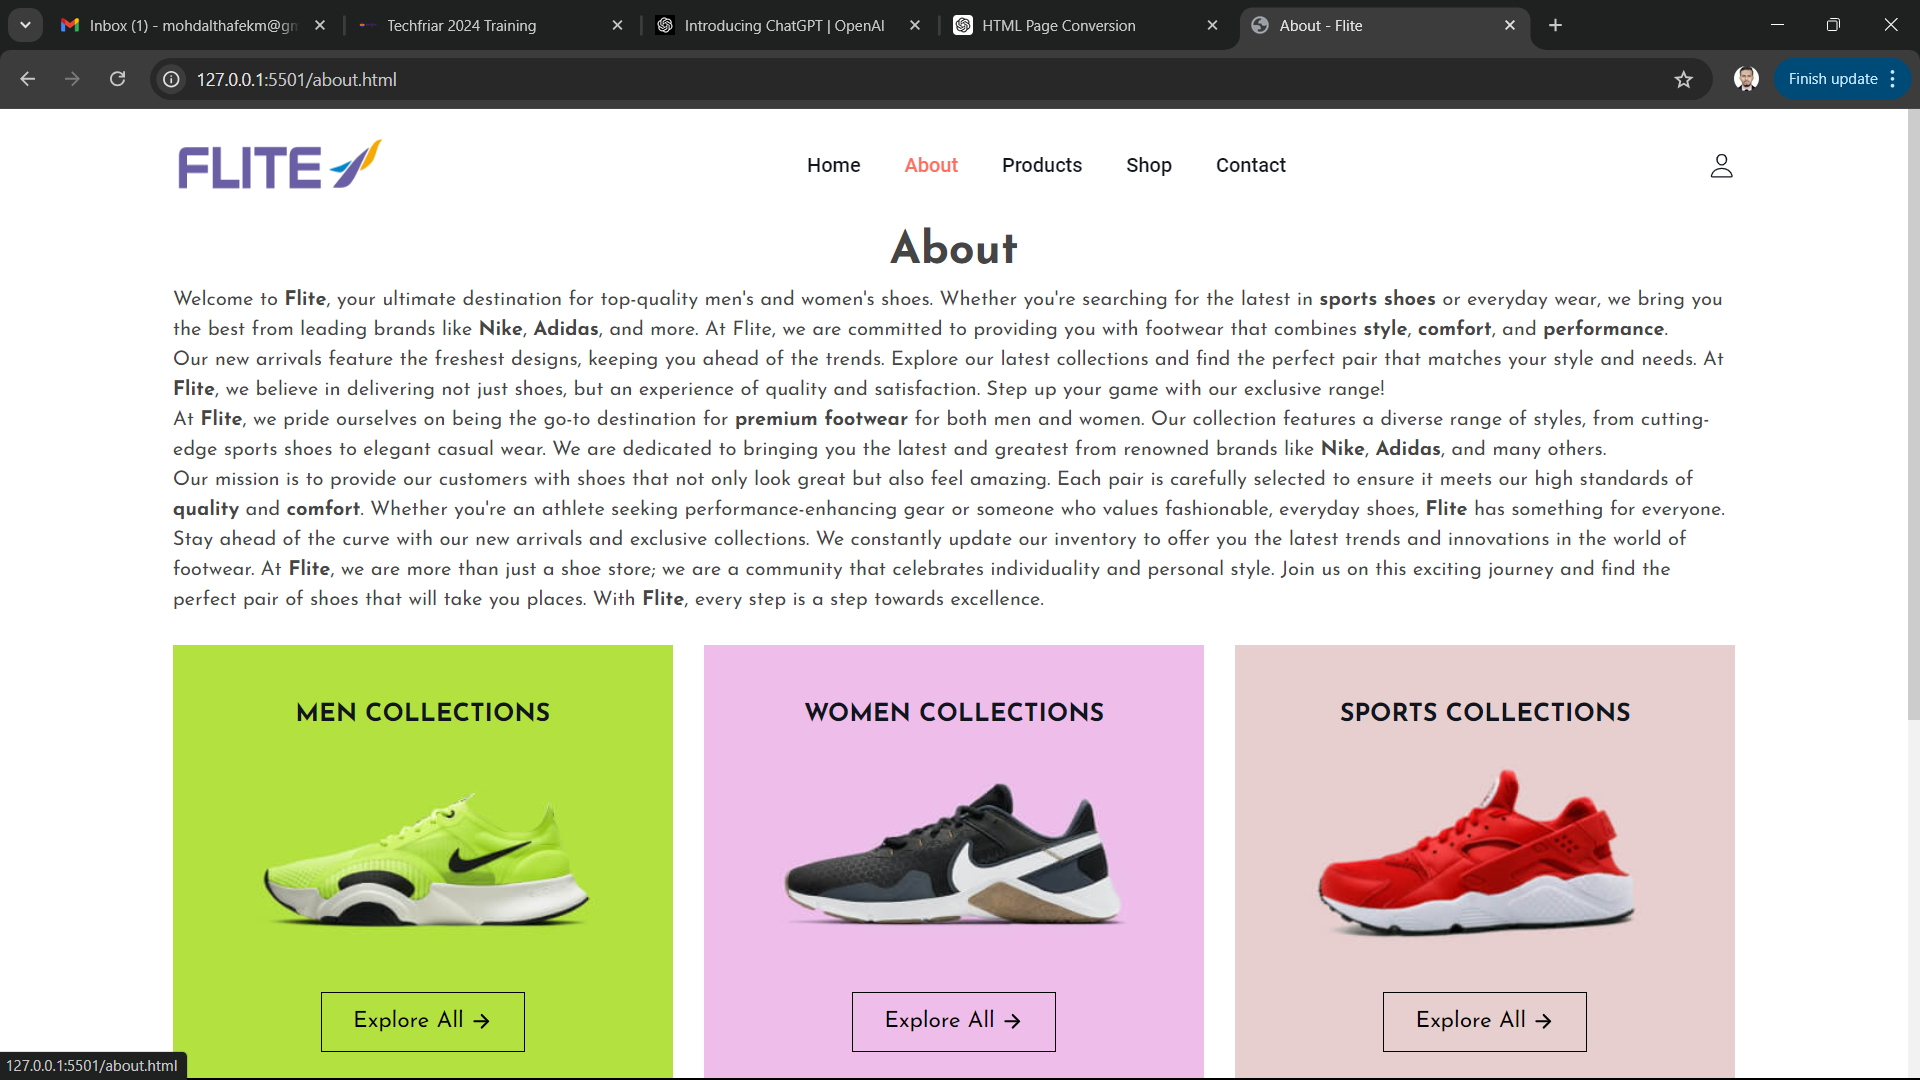 Inbox (1) - mohdalthafekm@gm
Techfriar 2024 Training
Introducing ChatGPT | OpenAI
HTML Page Conversion
About - Flite
127.0.0.1:5501/about.html
Finish update
FLITE
Home
About
Products
Shop
Contact
About
Welcome to Flite, your ultimate destination for top-quality men's and women's shoes. Whether you're searching for the latest in sports shoes or everyday wear, we bring you
the best from leading brands like Nike, Adidas, and more. At Flite, we are committed to providing you with footwear that combines style, comfort, and performance.
Our new arrivals feature the freshest designs, keeping you ahead of the trends. Explore our latest collections and find the perfect pair that matches your style and needs. At
Flite, we believe in delivering not just shoes, but an experience of quality and satisfaction. Step up your game with our exclusive range!
At Flite, we pride ourselves on being the go-to destination for premium footwear for both men and women. Our collection features a diverse range of styles, from cutting-
edge sports shoes to elegant casual wear. We are dedicated to bringing you the latest and greatest from renowned brands like Nike, Adidas, and many others.
Our mission is to provide our customers with shoes that not only look great but also feel amazing. Each pair is carefully selected to ensure it meets our high standards of
quality and comfort. Whether you're an athlete seeking performance-enhancing gear or someone who values fashionable, everyday shoes, Flite has something for everyone.
Stay ahead of the curve with our new arrivals and exclusive collections. We constantly update our inventory to offer you the latest trends and innovations in the world of
footwear. At Flite, we are more than just a shoe store; we are a community that celebrates individuality and personal style. Join us on this exciting journey and find the
perfect pair of shoes that will take you places. With Flite, every step is a step towards excellence.
MEN COLLECTIONS
WOMEN COLLECTIONS
SPORTS COLLECTIONS
Explore All →
Explore All →
Explore All →
127.0.0.1:5501/about.html